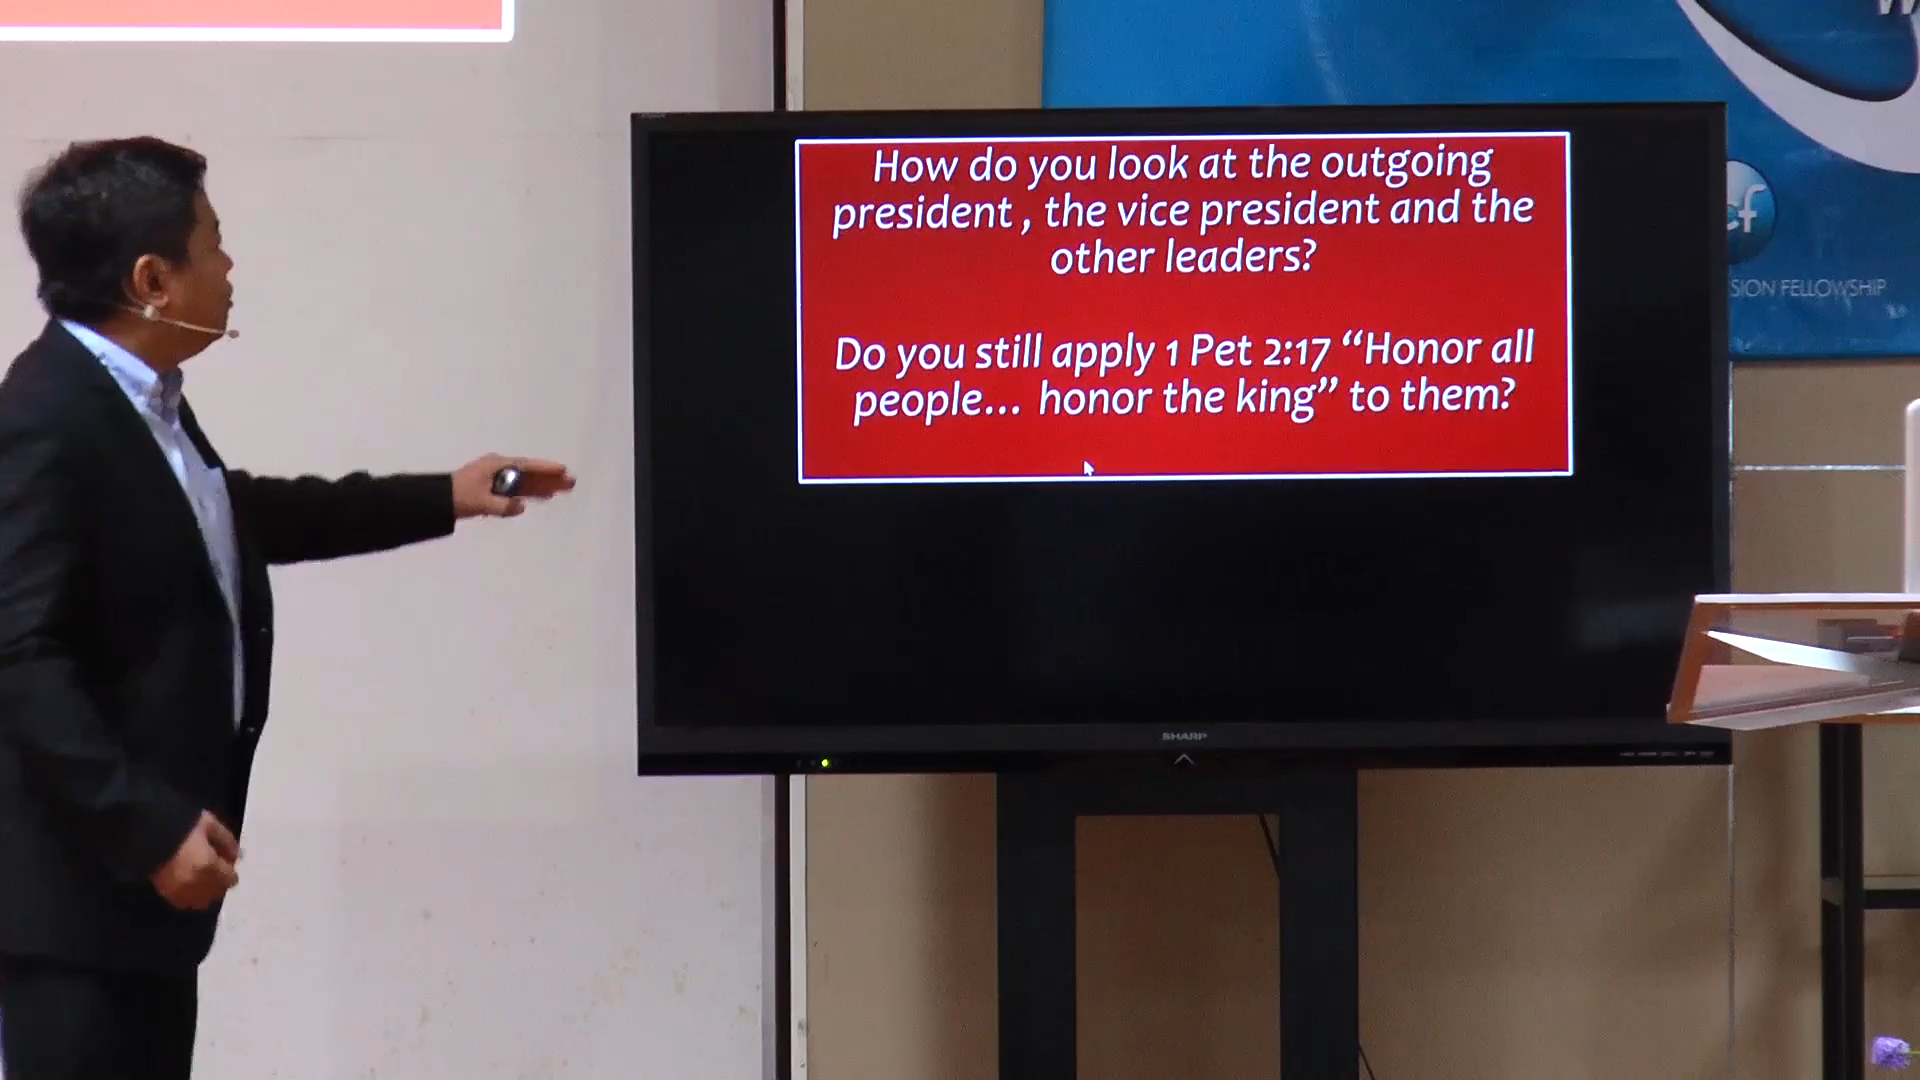 How do you look at the outgoing
president , the vice president and the
other leaders?
Do you still apply 1 Pet 2:17 “Honor all
people... honor the king” to them?
SION FELLOWSHIP
SHARP